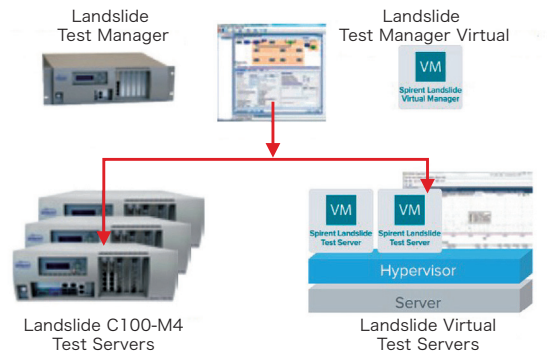 Landslide
Test Manager
Landslide
Test Manager Virtual
VM
Spirent Landslide
Virtual Manager
VM
Spirent Landslide
Test Server
VM
Spirent Landslide
Test Server
Hypervisor
Server
Landslide C100-M4
Test Servers
Landslide Virtual
Test Servers